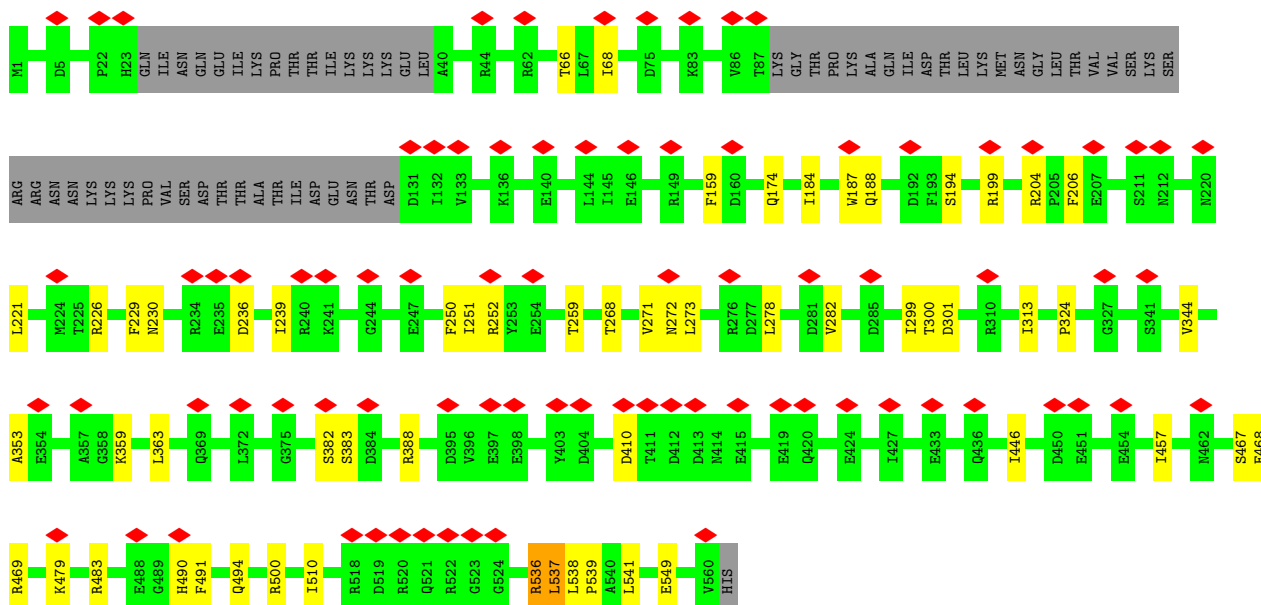 M1 D5 P22 H23 GLN ILE ASN GLN GLU ILE LYS PRO THR THR ILE LYS LYS LYS GLU LEU A40 R44 R62 T66 L67 I68 D75 K83 V86 T87 LYS GLY THR PRO LYS ALA GLN ILE ASP THR LEU LYS MET ASN GLY LEU THR VAL VAL SER LYS SER
ARG ARG ASN ASN LYS LYS LYS PRO VAL SER ASP THR THR ALA THR ILE ASP GLU ASN THR ASP D131 I132 V133 K136 E140 L144 I145 E146 R149 F159 D160 Q174 I184 W187 Q188 D192 F193 S194 R199 R204 P205 F206 E207 S211 N212 N220
L221 M224 T225 R226 F229 N230 R234 E235 D236 I239 R240 K241 G244 E247 F250 I251 R252 Y253 E254 T259 T268 V271 N272 L273 R276 D277 L278 D281 V282 D285 I299 T300 D301 R310 I313 P324 G327 S341 V344
A353 E354 A357 G358 K359 L363 Q369 L372 G375 S382 S383 D384 R388 D395 V396 E397 E398 Y403 D404 D410 T411 D412 D413 N414 E415 E419 Q420 E424 I427 E433 Q436 I446 D450 E451 E454 I457 N462 S467 E468
R469 K479 R483 E488 G489 H490 F491 Q494 R500 I510 R518 D519 R520 Q521 R522 G523 G524 R536 L537 L538 P539 A540 L541 E549 V560 HIS